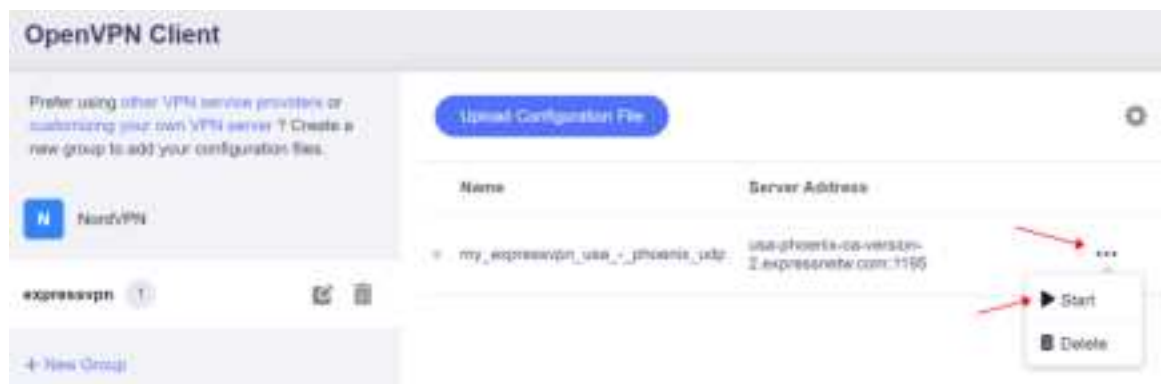 OpenVPN Client
Prefer using other VPN service providers or
customizing your own VPN server ? Create a
new group to add your configuration files.
Upload Configuration File
Name
Server Address
N
NordVPN
my_expressvpn_usa_-_phoenix_udp
usa-phoenix-ca-version-
2.expressnetw.com:1195
expressvpn 1
Start
Delete
+ New Group